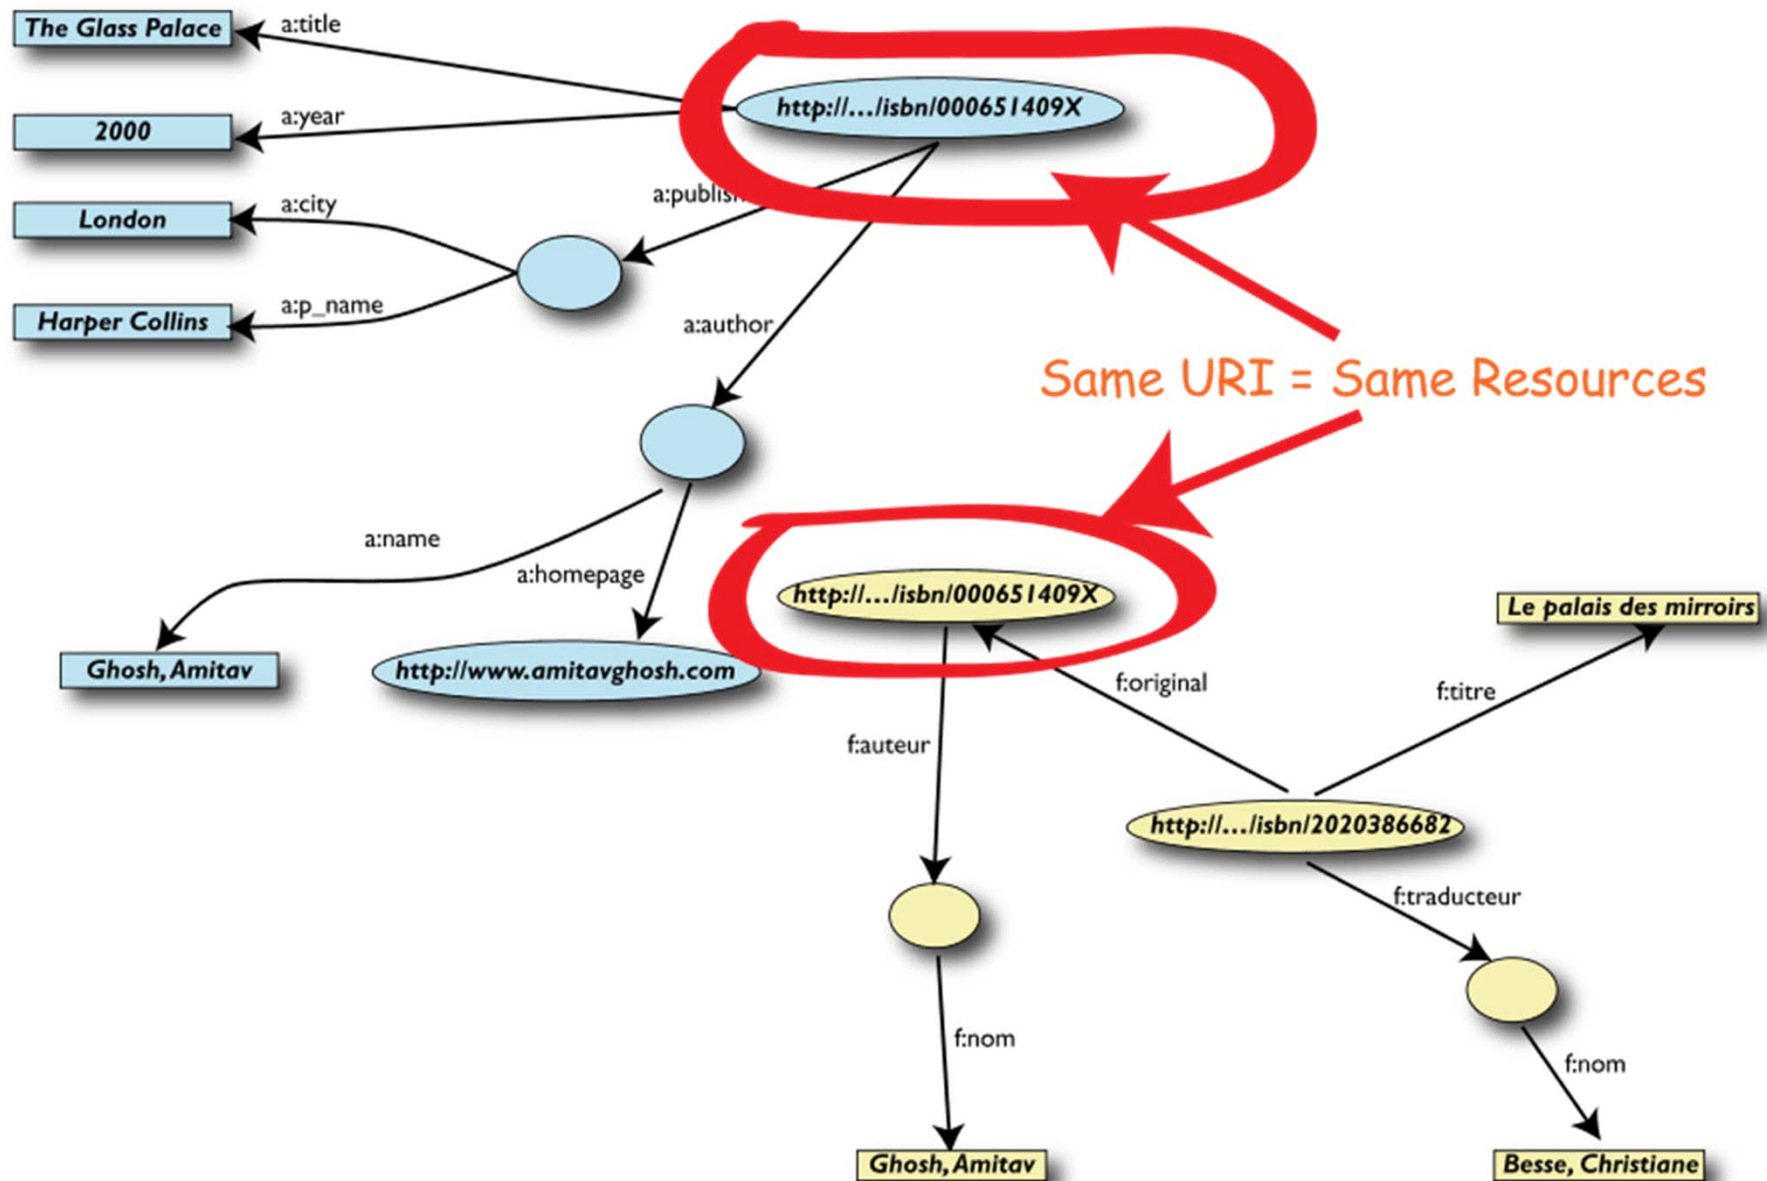 The Glass Palace
a:title
http://.../isbn/000651409X
2000
a:year
a:publish
London
a:city
Harper Collins
a:p_name
a:author
Same URI = Same Resources
a:name
a:homepage
http://.../isbn/000651409X
Le palais des mirroirs
Ghosh, Amitav
http://www.amitavghosh.com
f:original
f:titre
f:auteur
http://.../isbn/2020386682
f:traducteur
f:nom
f:nom
Ghosh, Amitav
Besse, Christiane